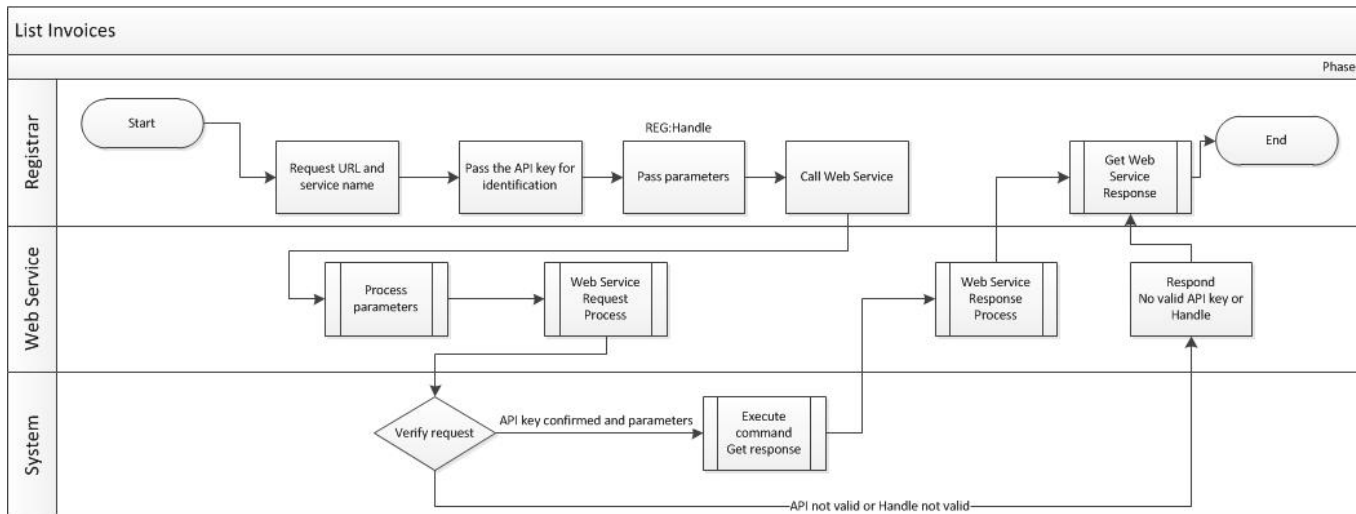 List Invoices
Phase
Registrar
Start
Request URL and
service name
Pass the API key for
identification
REG:Handle
Pass parameters
Call Web Service
Get Web
Service
Response
End
Web Service
Process
parameters
Web Service
Request
Process
Web Service
Response
Process
Respond
No valid API key or
Handle
System
Verify request
API key confirmed and parameters
Execute
command
Get response
API not valid or Handle not valid